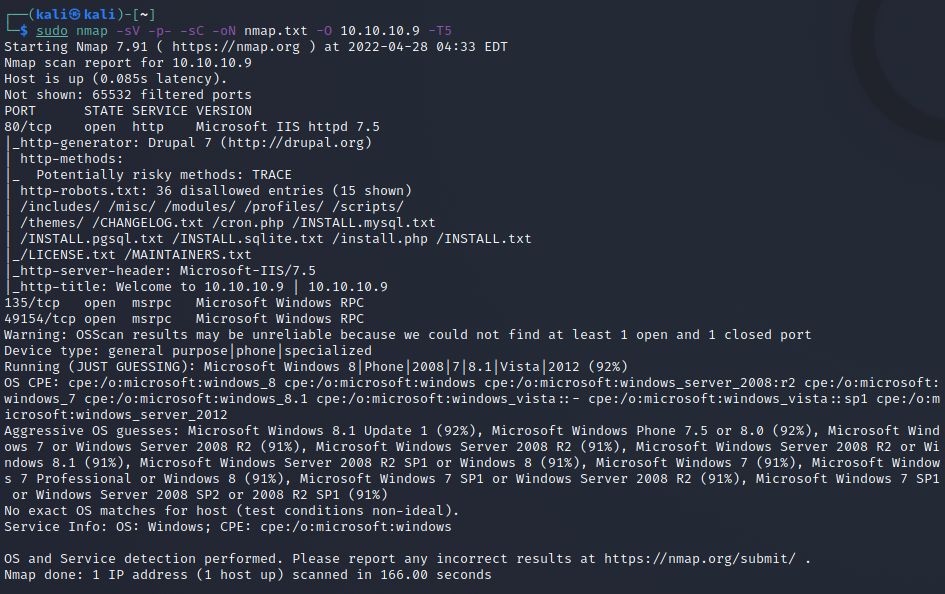 ┌──(kali㉿kali)-[~]
└─$ sudo nmap -sV -p- -sC -oN nmap.txt -O 10.10.10.9 -T5
Starting Nmap 7.91 ( https://nmap.org ) at 2022-04-28 04:33 EDT
Nmap scan report for 10.10.10.9
Host is up (0.085s latency).
Not shown: 65532 filtered ports
PORT      STATE SERVICE VERSION
80/tcp    open  http    Microsoft IIS httpd 7.5
|_http-generator: Drupal 7 (http://drupal.org)
| http-methods:
|_  Potentially risky methods: TRACE
| http-robots.txt: 36 disallowed entries (15 shown)
| /includes/ /misc/ /modules/ /profiles/ /scripts/
| /themes/ /CHANGELOG.txt /cron.php /INSTALL.mysql.txt
| /INSTALL.pgsql.txt /INSTALL.sqlite.txt /install.php /INSTALL.txt
|_/LICENSE.txt /MAINTAINERS.txt
|_http-server-header: Microsoft-IIS/7.5
|_http-title: Welcome to 10.10.10.9 | 10.10.10.9
135/tcp   open  msrpc   Microsoft Windows RPC
49154/tcp open  msrpc   Microsoft Windows RPC
Warning: OSScan results may be unreliable because we could not find at least 1 open and 1 closed port
Device type: general purpose|phone|specialized
Running (JUST GUESSING): Microsoft Windows 8|Phone|2008|7|8.1|Vista|2012 (92%)
OS CPE: cpe:/o:microsoft:windows_8 cpe:/o:microsoft:windows cpe:/o:microsoft:windows_server_2008:r2 cpe:/o:microsoft:
windows_7 cpe:/o:microsoft:windows_8.1 cpe:/o:microsoft:windows_vista::- cpe:/o:microsoft:windows_vista::sp1 cpe:/o:m
icrosoft:windows_server_2012
Aggressive OS guesses: Microsoft Windows 8.1 Update 1 (92%), Microsoft Windows Phone 7.5 or 8.0 (92%), Microsoft Wind
ows 7 or Windows Server 2008 R2 (91%), Microsoft Windows Server 2008 R2 (91%), Microsoft Windows Server 2008 R2 or Wi
ndows 8.1 (91%), Microsoft Windows Server 2008 R2 SP1 or Windows 8 (91%), Microsoft Windows 7 (91%), Microsoft Window
s 7 Professional or Windows 8 (91%), Microsoft Windows 7 SP1 or Windows Server 2008 R2 (91%), Microsoft Windows 7 SP1
 or Windows Server 2008 SP2 or 2008 R2 SP1 (91%)
No exact OS matches for host (test conditions non-ideal).
Service Info: OS: Windows; CPE: cpe:/o:microsoft:windows

OS and Service detection performed. Please report any incorrect results at https://nmap.org/submit/ .
Nmap done: 1 IP address (1 host up) scanned in 166.00 seconds